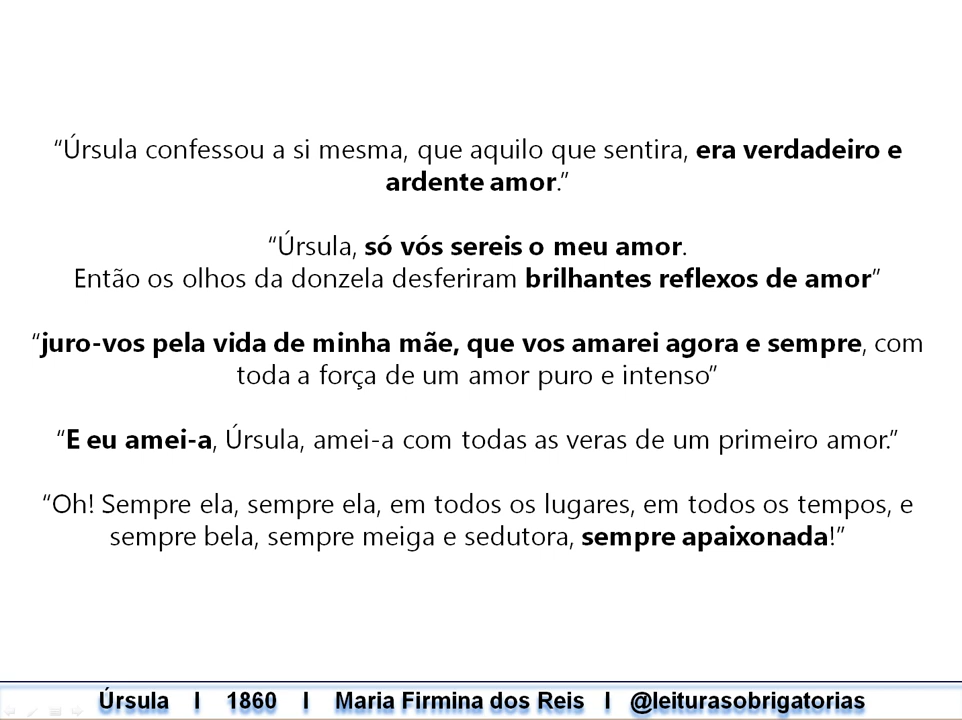 “Úrsula confessou a si mesma, que aquilo que sentira, era verdadeiro e
ardente amor.”
“Úrsula, só vós sereis o meu amor.
Então os olhos da donzela desferiram brilhantes reflexos de amor”
“juro-vos pela vida de minha mãe, que vos amarei agora e sempre, com
toda a força de um amor puro e intenso”
“E eu amei-a, Úrsula, amei-a com todas as veras de um primeiro amor.”
“Oh! Sempre ela, sempre ela, em todos os lugares, em todos os tempos, e
sempre bela, sempre meiga e sedutora, sempre apaixonada!”
Úrsula I 1860 I Maria Firmina dos Reis I @leiturasobrigatorias